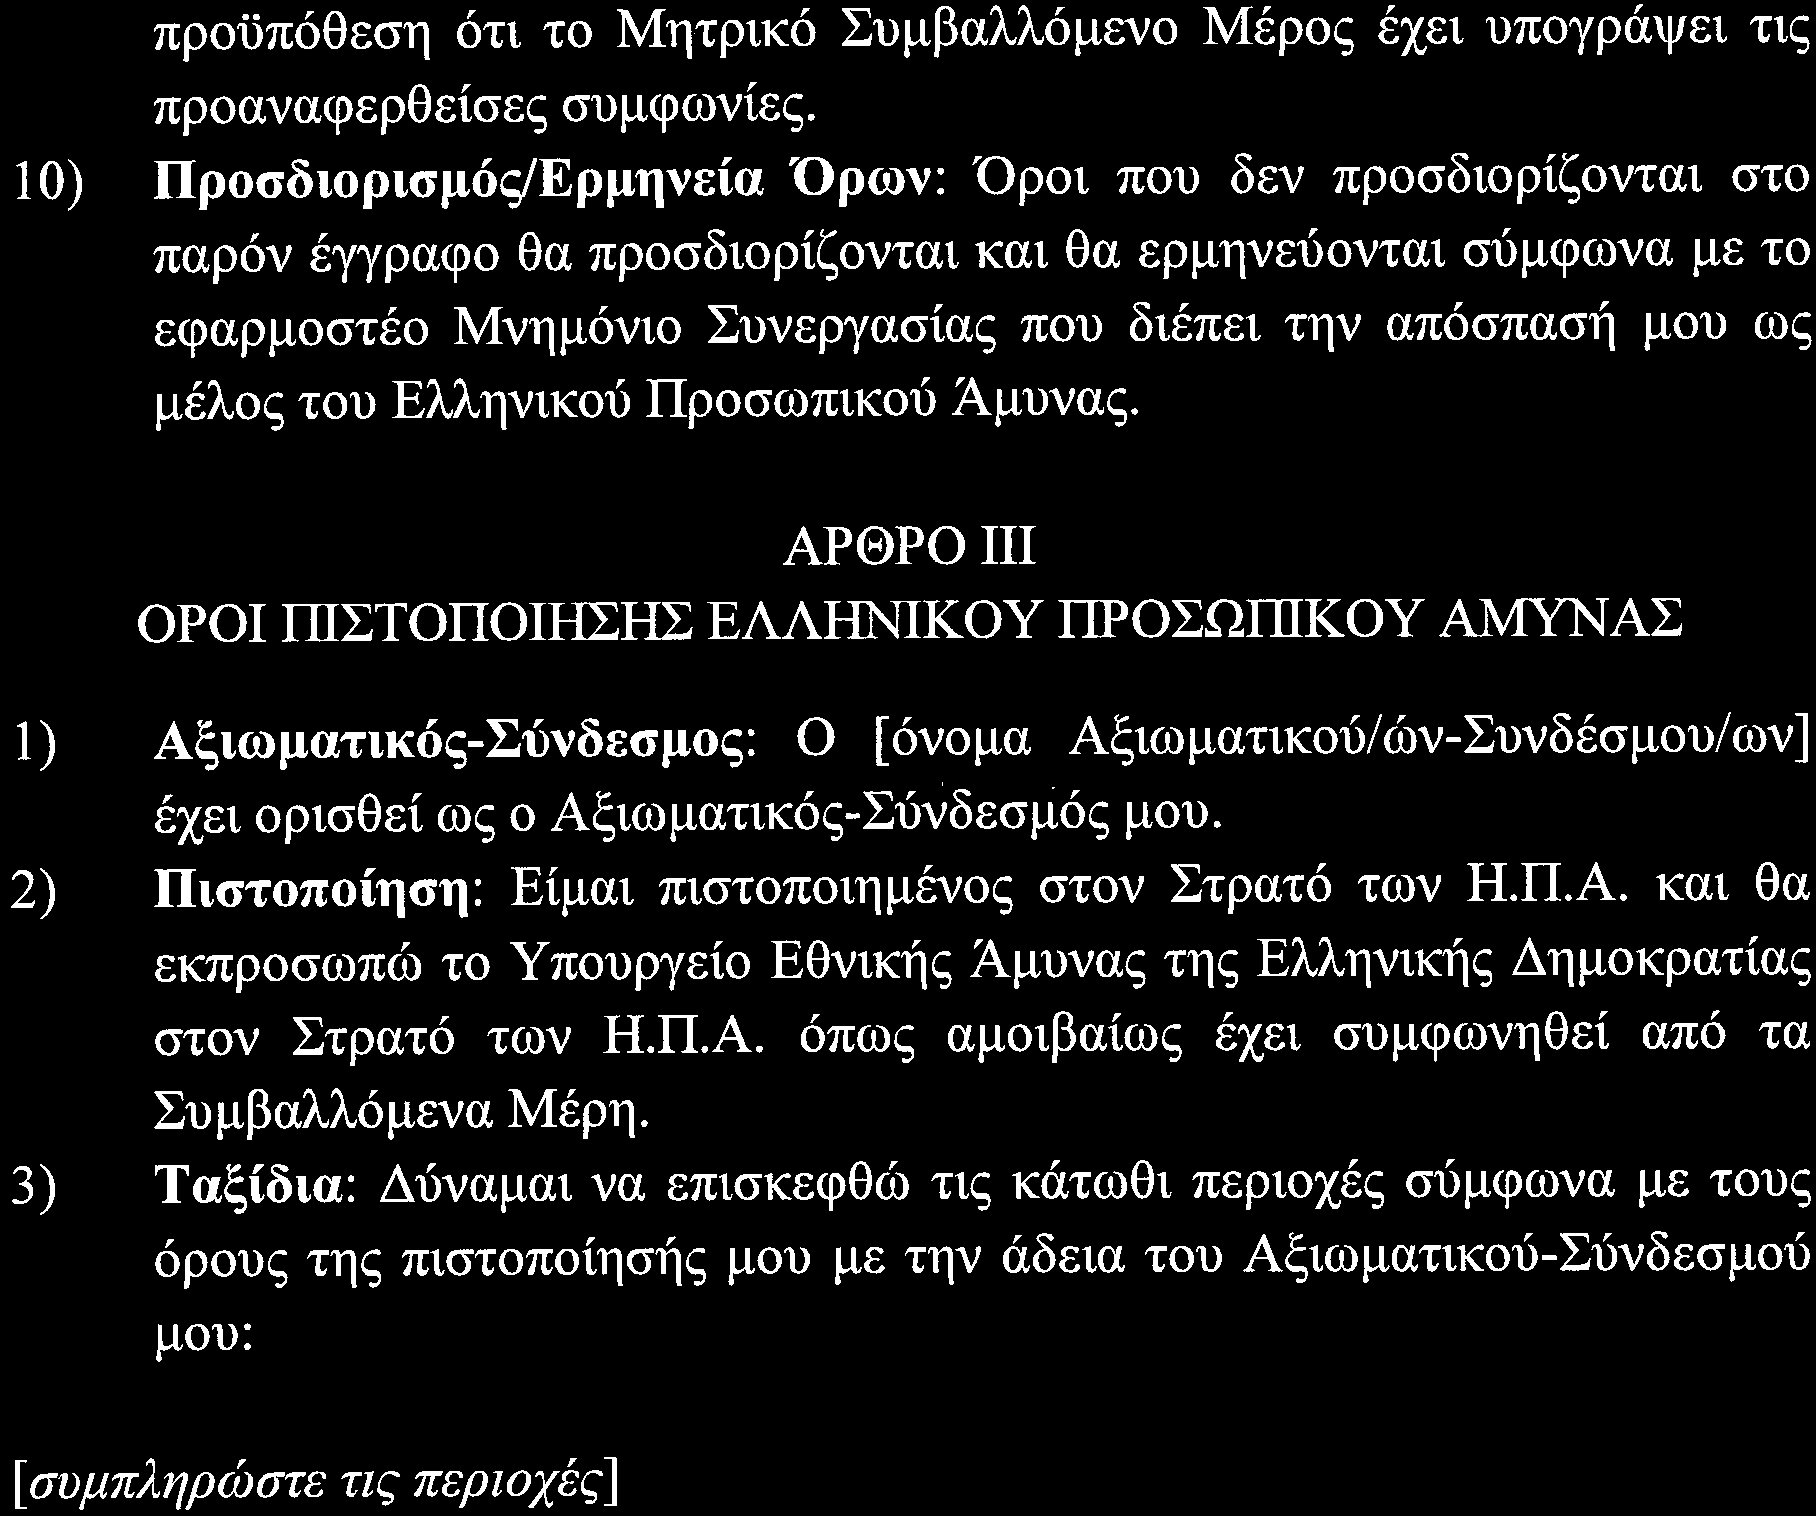 προϋπόθεση ότι το Μητρικό Συμβαλλόμενο Μέρος έχει υπογράψει τις
προαναφερθείσες συμφωνίες.
10) Προσδιορισμός/Ερμηνεία Όρων: Όροι που δεν προσδιορίζονται στο
παρόν έγγραφο θα προσδιορίζονται και θα ερμηνεύονται σύμφωνα με το
εφαρμοστέο Μνημόνιο Συνεργασίας που διέπει την απόσπασή μου ως
μέλος του Ελληνικού Προσωπικού Άμυνας.
ΑΡΘΡΟ ΙΙΙ
ΟΡΟΙ ΠΙΣΤΟΠΟΙΗΣΗΣ ΕΛΛΗΝΙΚΟΥ ΠΡΟΣΩΠΙΚΟΥ ΑΜΥΝΑΣ
1) Αξιωματικός-Σύνδεσμος: Ο [όνομα Αξιωματικού/ών-Συνδέσμου/ων]
έχει ορισθεί ως ο Αξιωματικός-Σύνδεσμός μου.
2) Πιστοποίηση: Είμαι πιστοποιημένος στον Στρατό των Η.Π.Α. και θα
εκπροσωπώ το Υπουργείο Εθνικής Άμυνας της Ελληνικής Δημοκρατίας
στον Στρατό των Η.Π.Α. όπως αμοιβαίως έχει συμφωνηθεί από τα
Συμβαλλόμενα Μέρη.
3) Ταξίδια: Δύναμαι να επισκεφθώ τις κάτωθι περιοχές σύμφωνα με τους
όρους της πιστοποίησής μου με την άδεια του Αξιωματικού-Σύνδεσμού
μου:
[συμπληρώστε τις περιοχές]